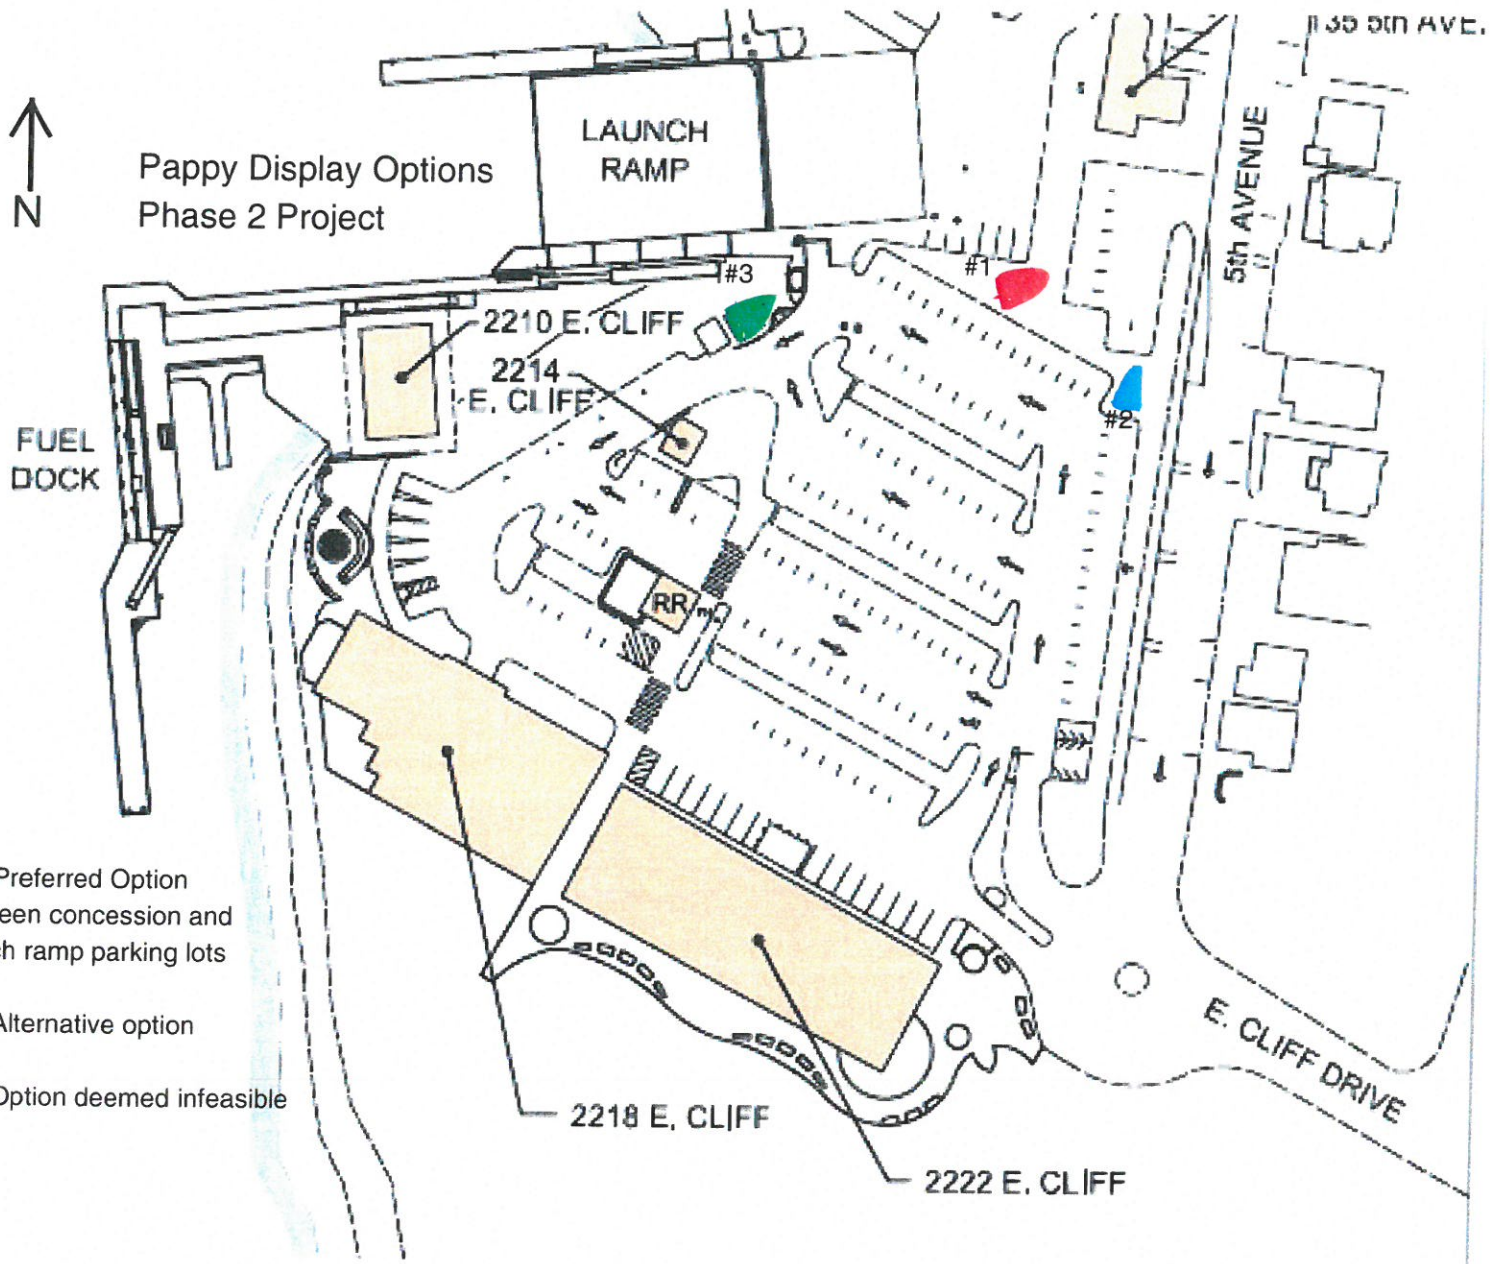 135 5th AVE.
LAUNCH
RAMP
5th AVENUE
Pappy Display Options
Phase 2 Project
N
#1
#3
2210 E. CLIFF
2214
E. CLIFF
#2
FUEL
DOCK
RR
Preferred Option
een concession and
h ramp parking lots
Alternative option
Option deemed infeasible
E. CLIFF DRIVE
2218 E. CLIFF
2222 E. CLIFF